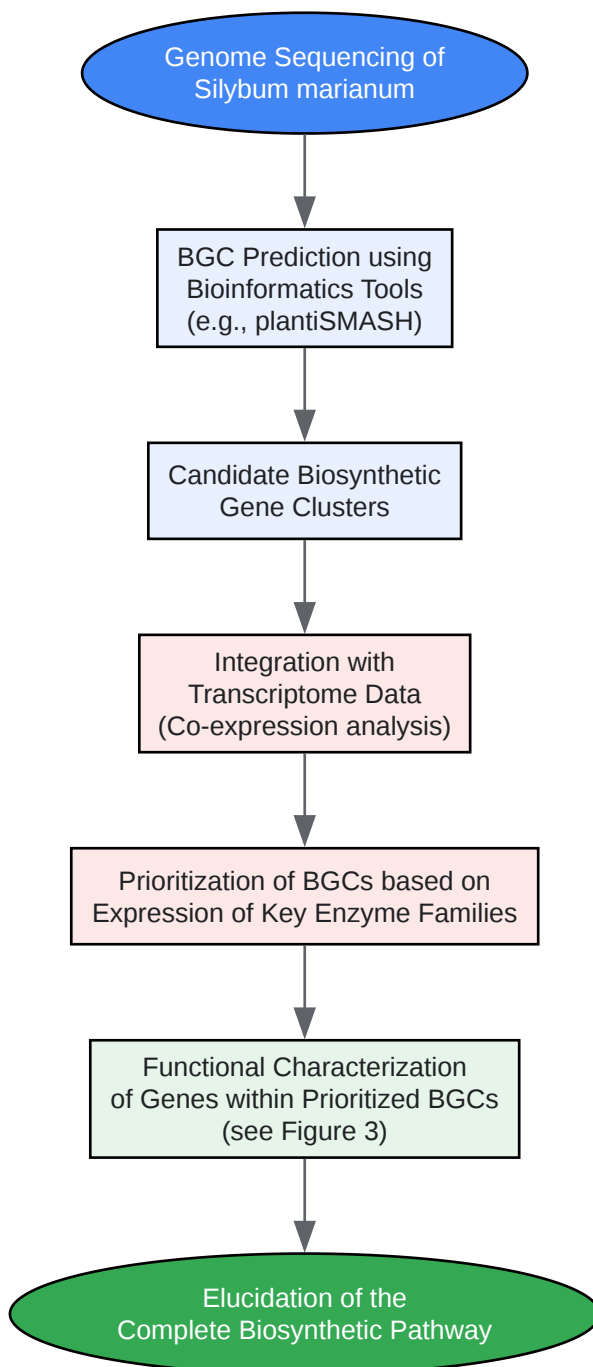 Genome Sequencing of
Silybum marianum
BGC Prediction using
Bioinformatics Tools
(e.g., plantiSMASH)
Candidate Biosynthetic
Gene Clusters
Integration with
Transcriptome Data
(Co-expression analysis)
Prioritization of BGCs based on
Expression of Key Enzyme Families
Functional Characterization
of Genes within Prioritized BGCs
(see Figure 3)
Elucidation of the
Complete Biosynthetic Pathway